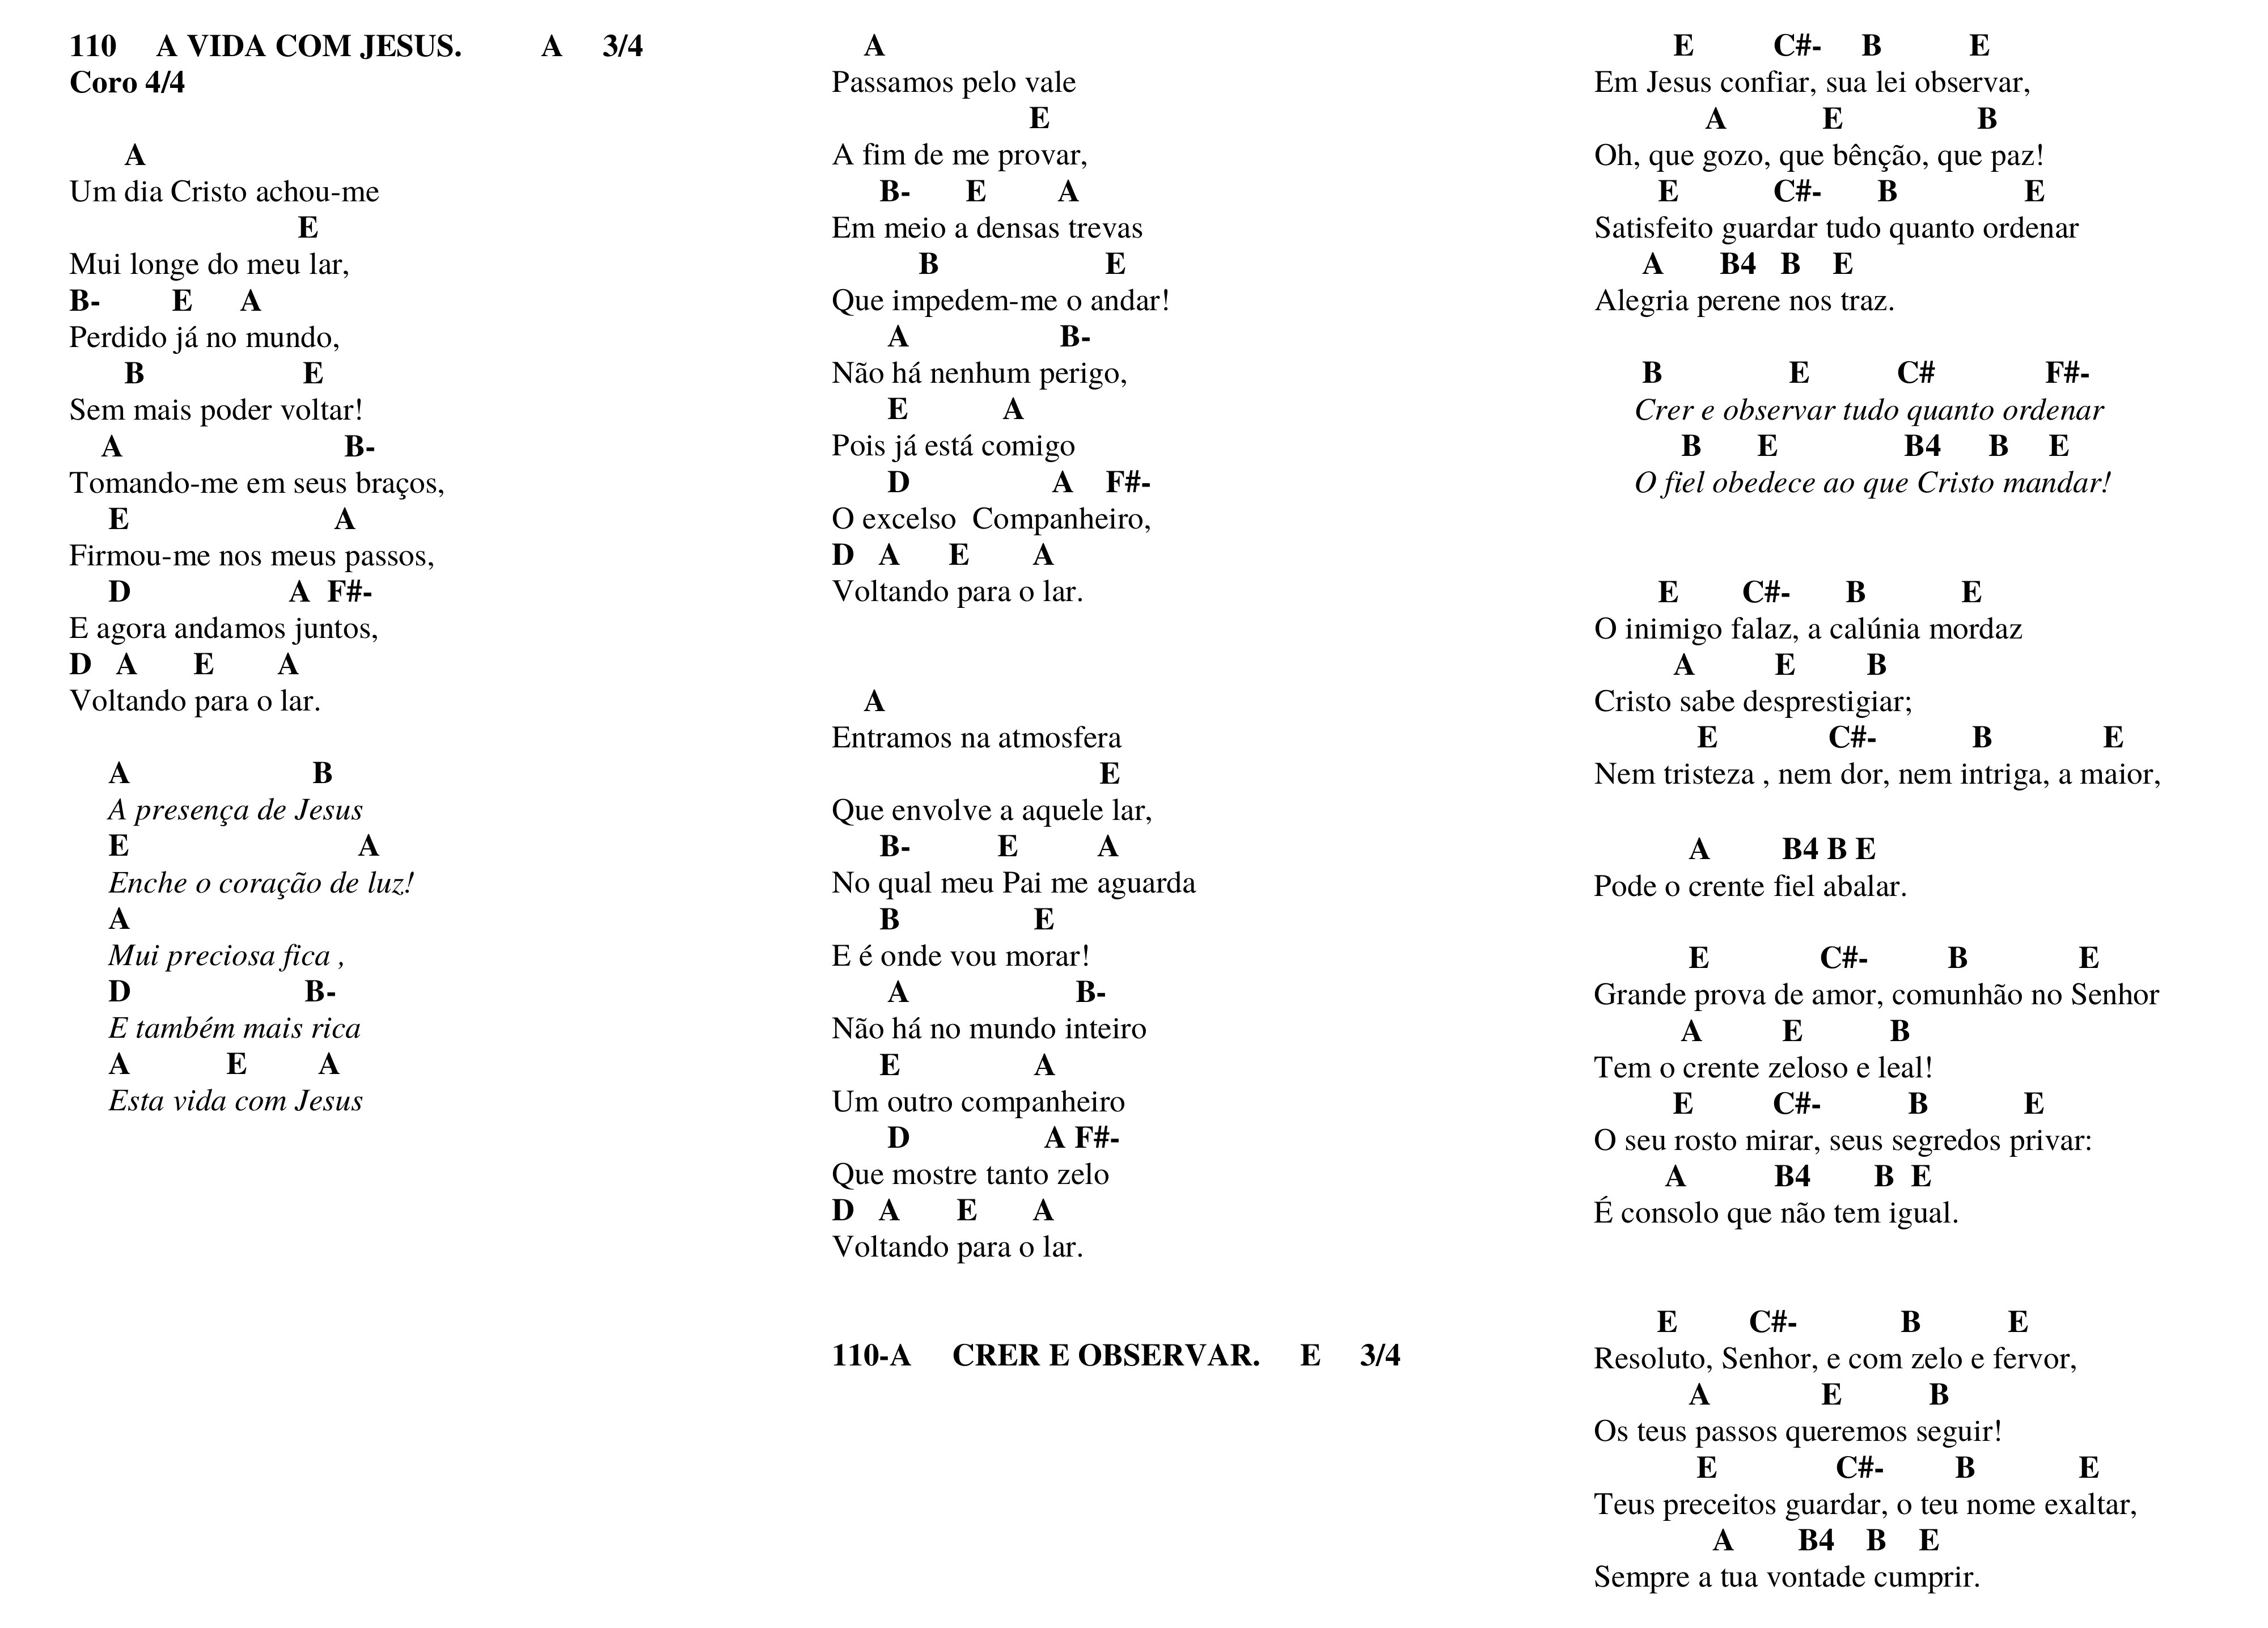 110     A VIDA COM JESUS.          A     3/4
Coro 4/4
A
Um dia Cristo achou-me
E
Mui longe do meu lar,
B-         E      A
Perdido já no mundo,
B                    E
Sem mais poder voltar!
A                            B-
Tomando-me em seus braços,
E                          A
Firmou-me nos meus passos,
D                    A  F#-
E agora andamos juntos,
D   A       E        A
Voltando para o lar.
A                       B
A presença de Jesus
E                             A
Enche o coração de luz!
A
Mui preciosa fica ,
D                      B-
E também mais rica
A            E         A
Esta vida com Jesus
A
Passamos pelo vale
E
A fim de me provar,
B-       E         A
Em meio a densas trevas
B                     E
Que impedem-me o andar!
A                   B-
Não há nenhum perigo,
E            A
Pois já está comigo
D                  A    F#-
O excelso  Companheiro,
D   A      E        A
Voltando para o lar.
A
Entramos na atmosfera
E
Que envolve a aquele lar,
B-           E          A
No qual meu Pai me aguarda
B                 E
E é onde vou morar!
A                     B-
Não há no mundo inteiro
E                 A
Um outro companheiro
D                 A F#-
Que mostre tanto zelo
D   A       E       A
Voltando para o lar.
110-A     CRER E OBSERVAR.     E     3/4
E          C#-     B           E
Em Jesus confiar, sua lei observar,
A            E                 B
Oh, que gozo, que bênção, que paz!
E            C#-       B                E
Satisfeito guardar tudo quanto ordenar
A       B4   B    E
Alegria perene nos traz.
B                E           C#              F#-
Crer e observar tudo quanto ordenar
B       E                B4      B     E
O fiel obedece ao que Cristo mandar!
E        C#-       B            E
O inimigo falaz, a calúnia mordaz
A          E         B
Cristo sabe desprestigiar;
E              C#-            B              E
Nem tristeza , nem dor, nem intriga, a maior,
A         B4 B E
Pode o crente fiel abalar.
E              C#-          B              E
Grande prova de amor, comunhão no Senhor
A          E           B
Tem o crente zeloso e leal!
E          C#-           B            E
O seu rosto mirar, seus segredos privar:
A           B4        B  E
É consolo que não tem igual.
E         C#-             B           E
Resoluto, Senhor, e com zelo e fervor,
A              E           B
Os teus passos queremos seguir!
E               C#-         B             E
Teus preceitos guardar, o teu nome exaltar,
A        B4    B    E
Sempre a tua vontade cumprir.